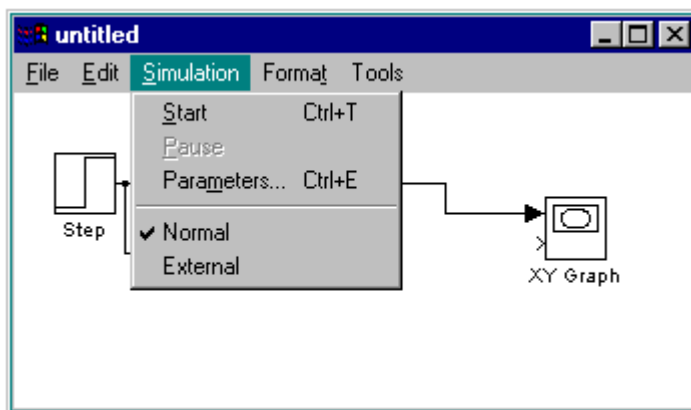 untitled
File Edit Simulation Format Tools
Start Ctrl+T
Pause
Parameters... Ctrl+E
Step
Normal
External
XY Graph